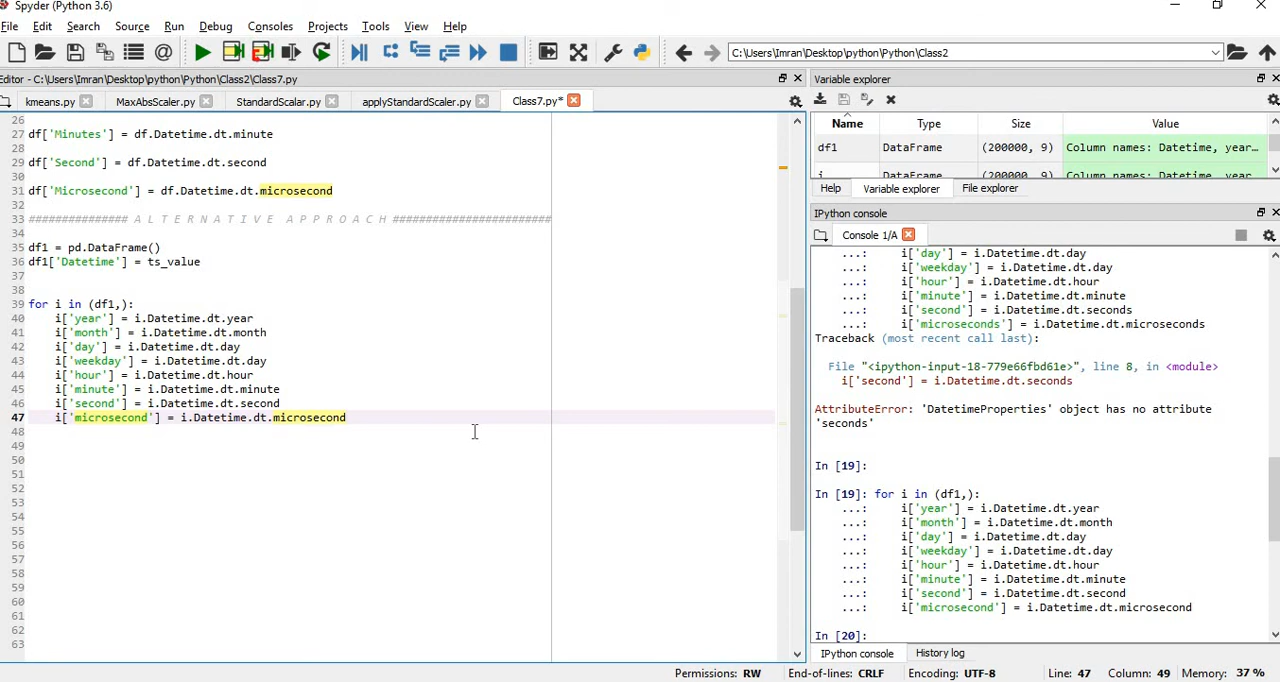 Spyder (Python 3.6)
File Edit Search Source Run Debug Consoles Projects Tools View Help
C:\Users\Imran\Desktop\python\Python\Class2
Editor - C:\Users\Imran\Desktop\python\Python\Class2\Class7.py
kmeans.py MaxAbsScaler.py StandardScalar.py applyStandardScaler.py Class7.py*
26
27 df['Minutes'] = df.Datetime.dt.minute
28
29 df['Second'] = df.Datetime.dt.second
30
31 df['Microsecond'] = df.Datetime.dt.microsecond
32
33 ############### A L T E R N A T I V E   A P P R O A C H ########################
34
35 df1 = pd.DataFrame()
36 df1['Datetime'] = ts_value
37
38
39 for i in (df1,):
40     i['year'] = i.Datetime.dt.year
41     i['month'] = i.Datetime.dt.month
42     i['day'] = i.Datetime.dt.day
43     i['weekday'] = i.Datetime.dt.day
44     i['hour'] = i.Datetime.dt.hour
45     i['minute'] = i.Datetime.dt.minute
46     i['second'] = i.Datetime.dt.second
47     i['microsecond'] = i.Datetime.dt.microsecond
48
49
50
51
52
53
54
55
56
57
58
59
60
61
62
63
Variable explorer
Name Type Size Value
df1 DataFrame (200000, 9) Column names: Datetime, year...
i DataFrame (200000, 9) Column names: Datetime, year...
Help Variable explorer File explorer
IPython console
Console 1/A
...:     i['day'] = i.Datetime.dt.day
...:     i['weekday'] = i.Datetime.dt.day
...:     i['hour'] = i.Datetime.dt.hour
...:     i['minute'] = i.Datetime.dt.minute
...:     i['second'] = i.Datetime.dt.seconds
...:     i['microseconds'] = i.Datetime.dt.microseconds
Traceback (most recent call last):
File "<ipython-input-18-779e66fbd61e>", line 8, in <module>
i['second'] = i.Datetime.dt.seconds
AttributeError: 'DatetimeProperties' object has no attribute
'seconds'
In [19]:
In [19]: for i in (df1,):
...:     i['year'] = i.Datetime.dt.year
...:     i['month'] = i.Datetime.dt.month
...:     i['day'] = i.Datetime.dt.day
...:     i['weekday'] = i.Datetime.dt.day
...:     i['hour'] = i.Datetime.dt.hour
...:     i['minute'] = i.Datetime.dt.minute
...:     i['second'] = i.Datetime.dt.second
...:     i['microsecond'] = i.Datetime.dt.microsecond
In [20]:
IPython console History log
Permissions: RW End-of-lines: CRLF Encoding: UTF-8 Line: 47 Column: 49 Memory: 37 %